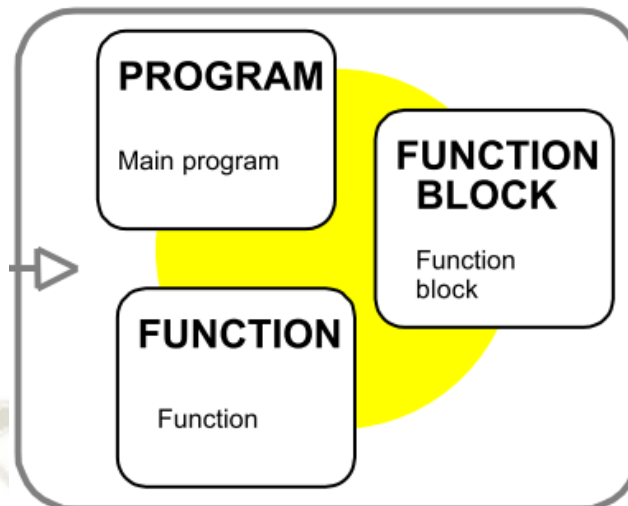 PROGRAM
Main program
FUNCTION
BLOCK
Function
block
FUNCTION
Function